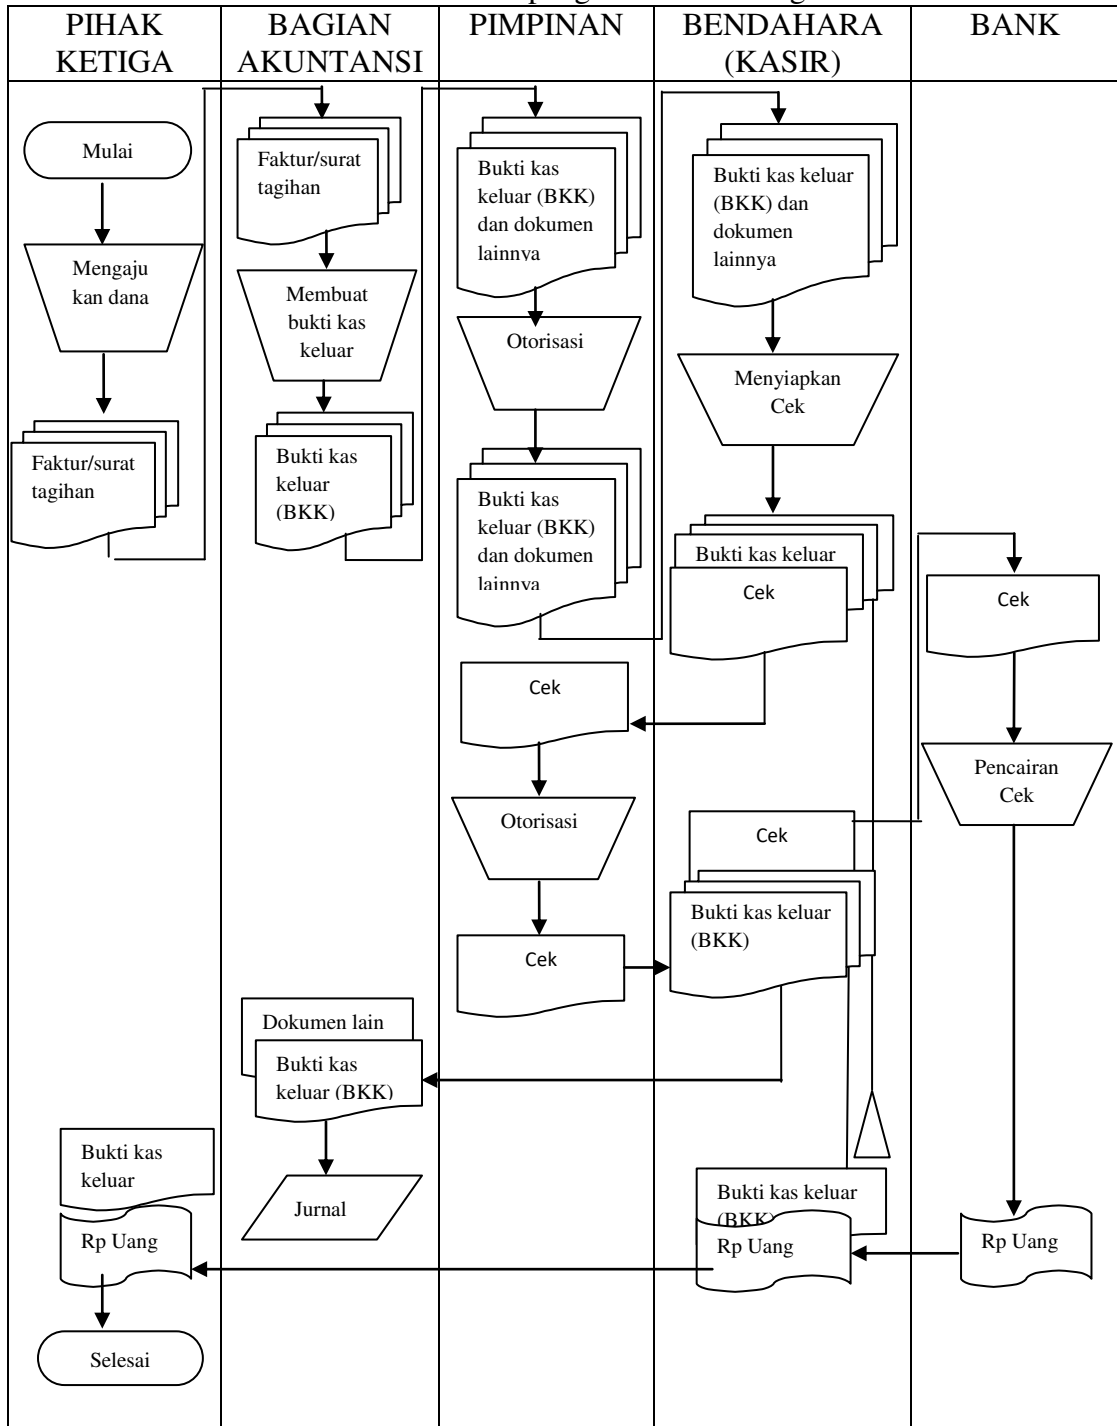 PIHAK
KETIGA
BAGIAN
AKUNTANSI
PIMPINAN
BENDAHARA
(KASIR)
BANK
Mulai
Mengaju
kan dana
Faktur/surat
tagihan
Faktur/surat
tagihan
Membuat
bukti kas
keluar
Bukti kas
keluar
(BKK)
Bukti kas
keluar (BKK)
dan dokumen
lainnya
Otorisasi
Bukti kas
keluar (BKK)
dan dokumen
lainnya
Bukti kas keluar
(BKK) dan
dokumen
lainnya
Menyiapkan
Cek
Bukti kas keluar
Cek
Cek
Otorisasi
Cek
Cek
Bukti kas keluar
(BKK)
Cek
Pencairan
Cek
Dokumen lain
Bukti kas
keluar (BKK)
Jurnal
Bukti kas keluar
(BKK)
Rp Uang
Rp Uang
Bukti kas
keluar
Rp Uang
Selesai